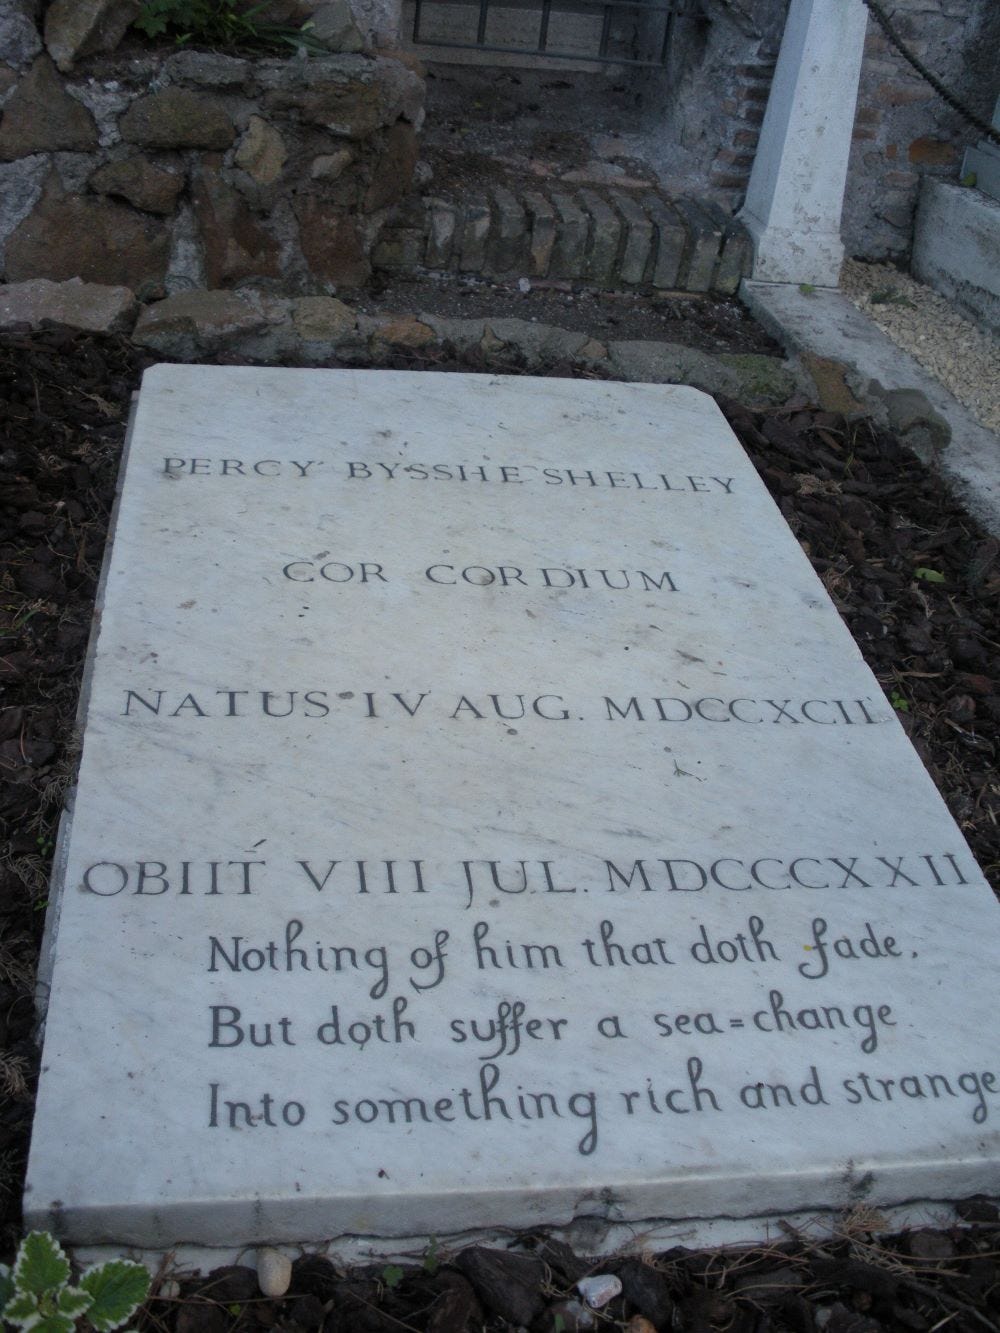 PERCY BYSSHE SHELLEY
COR CORDIUM
NATUS IV AUG. MDCCXCII
OBIIT VIII JUL. MDCCCXXII
Nothing of him that doth fade,
But doth suffer a sea=change
Into something rich and strange